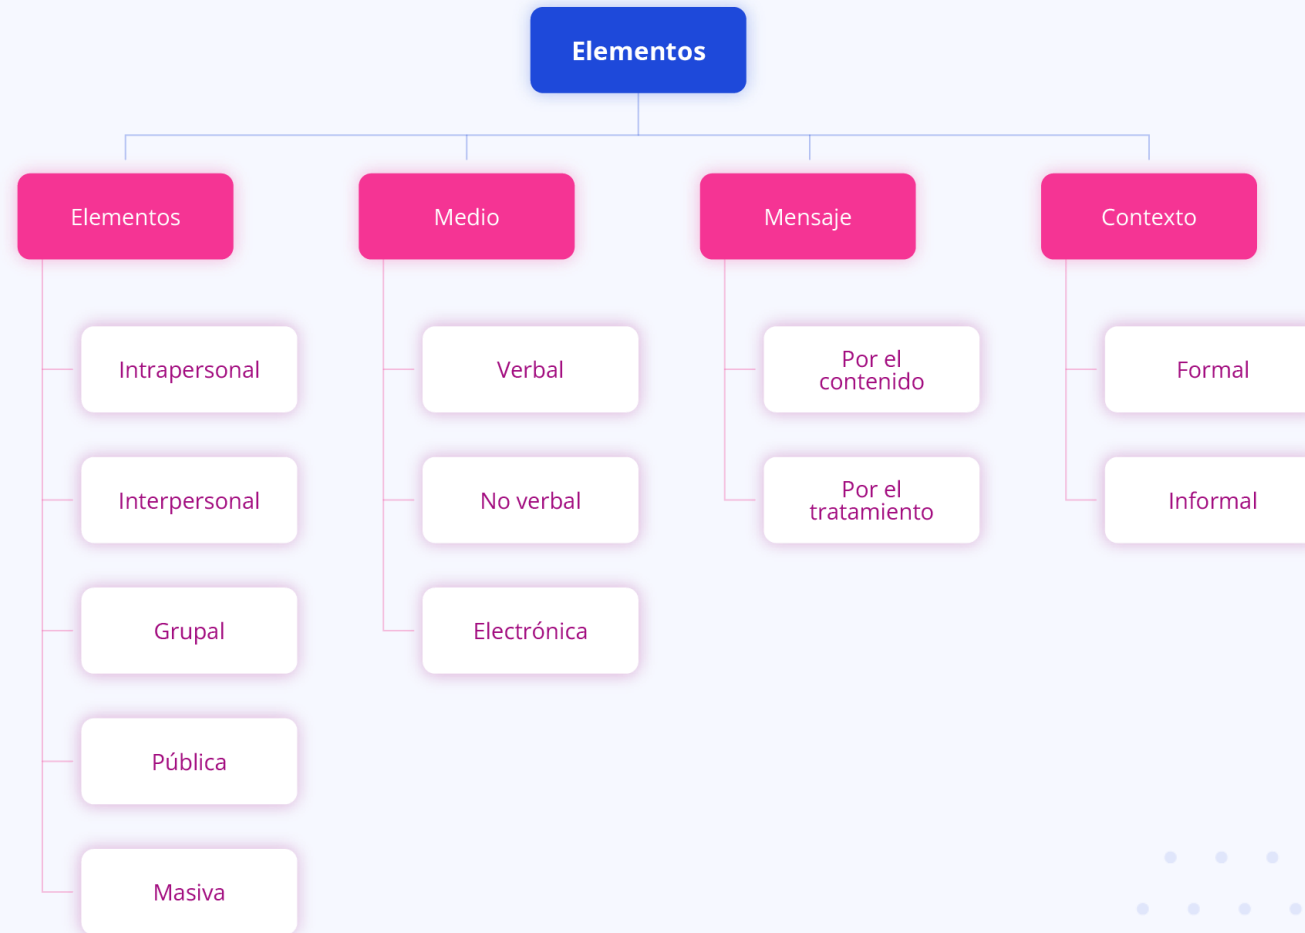 Elementos
Elementos
Medio
Mensaje
Contexto
Intrapersonal
Interpersonal
Grupal
Pública
Masiva
Verbal
No verbal
Electrónica
Por el
contenido
Por el
tratamiento
Formal
Informal